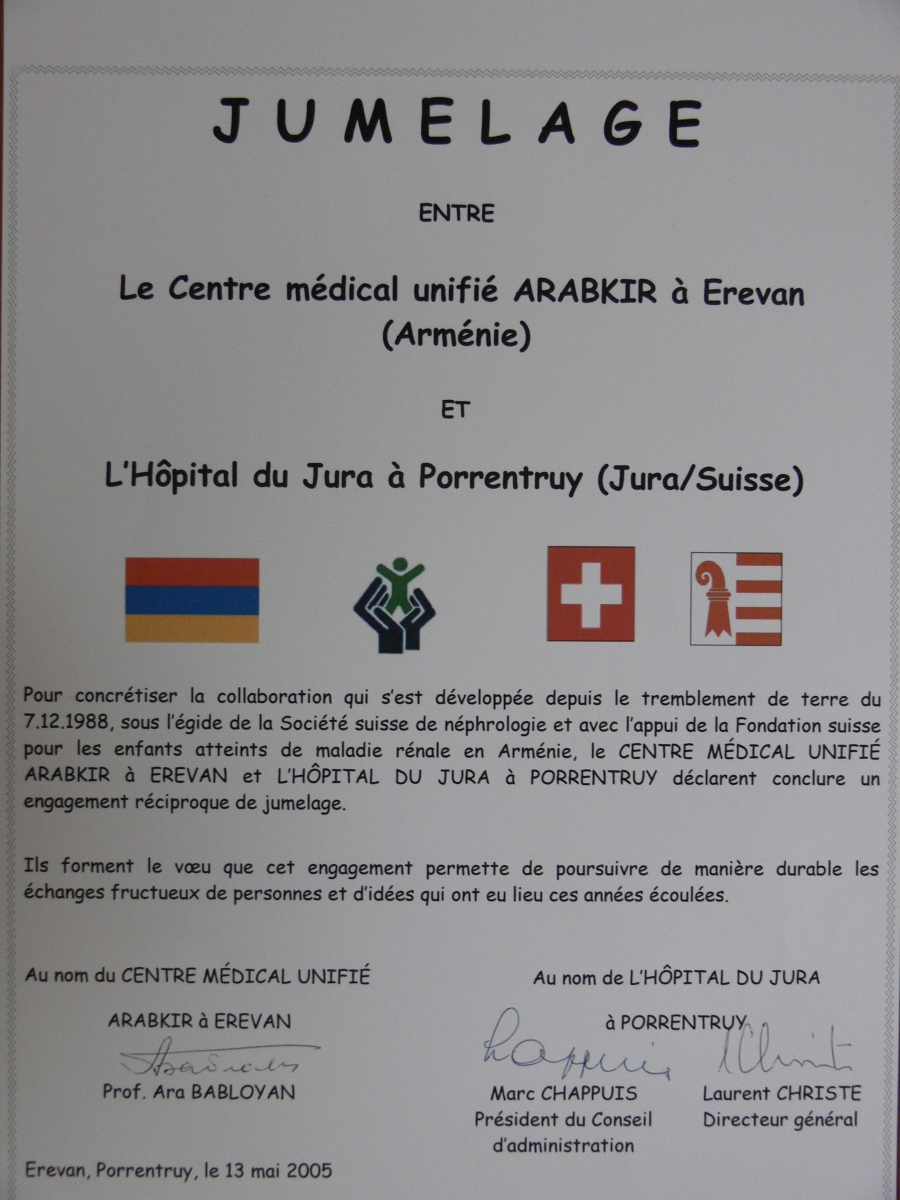 JUMELAGE
ENTRE
Le Centre médical unifié ARABKIR à Erevan
(Arménie)
ET
L'Hôpital du Jura à Porrentruy (Jura/Suisse)
Pour concrétiser la collaboration qui s'est développée depuis le tremblement de terre du
7.12.1988, sous l'égide de la Société suisse de néphrologie et avec l'appui de la Fondation suisse
pour les enfants atteints de maladie rénale en Arménie, le CENTRE MÉDICAL UNIFIÉ
ARABKIR à EREVAN et L'HÔPITAL DU JURA à PORRENTRUY déclarent conclure un
engagement réciproque de jumelage.
Ils forment le vœu que cet engagement permette de poursuivre de manière durable les
échanges fructueux de personnes et d'idées qui ont eu lieu ces années écoulées.
Au nom du CENTRE MÉDICAL UNIFIÉ
ARABKIR à EREVAN
Prof. Ara BABLOYAN
Au nom de L'HÔPITAL DU JURA
à PORRENTRUY
Chappuis
Marc CHAPPUIS
Président du Conseil
d'administration
Laurent CHRISTE
Directeur général
Erevan, Porrentruy, le 13 mai 2005